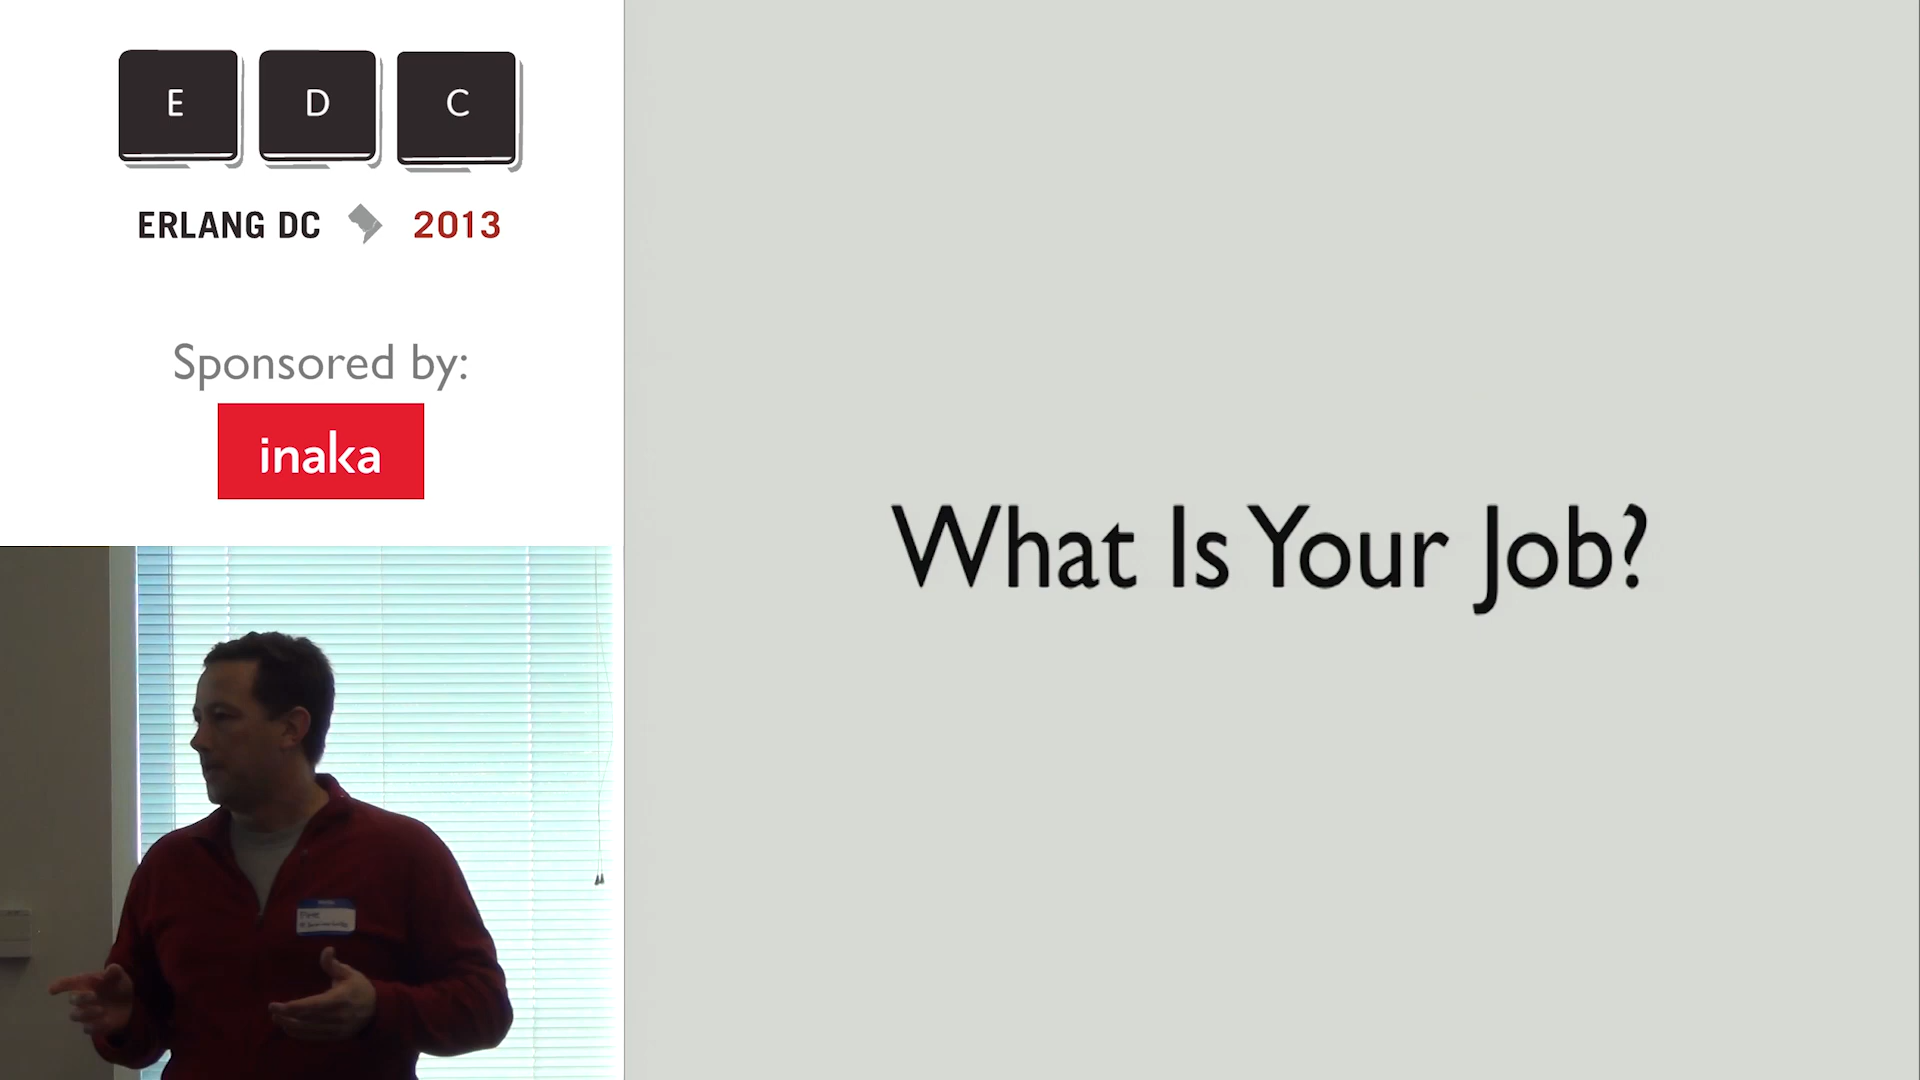 E D C
ERLANG DC 2013
Sponsored by:
inaka
What Is Your Job?